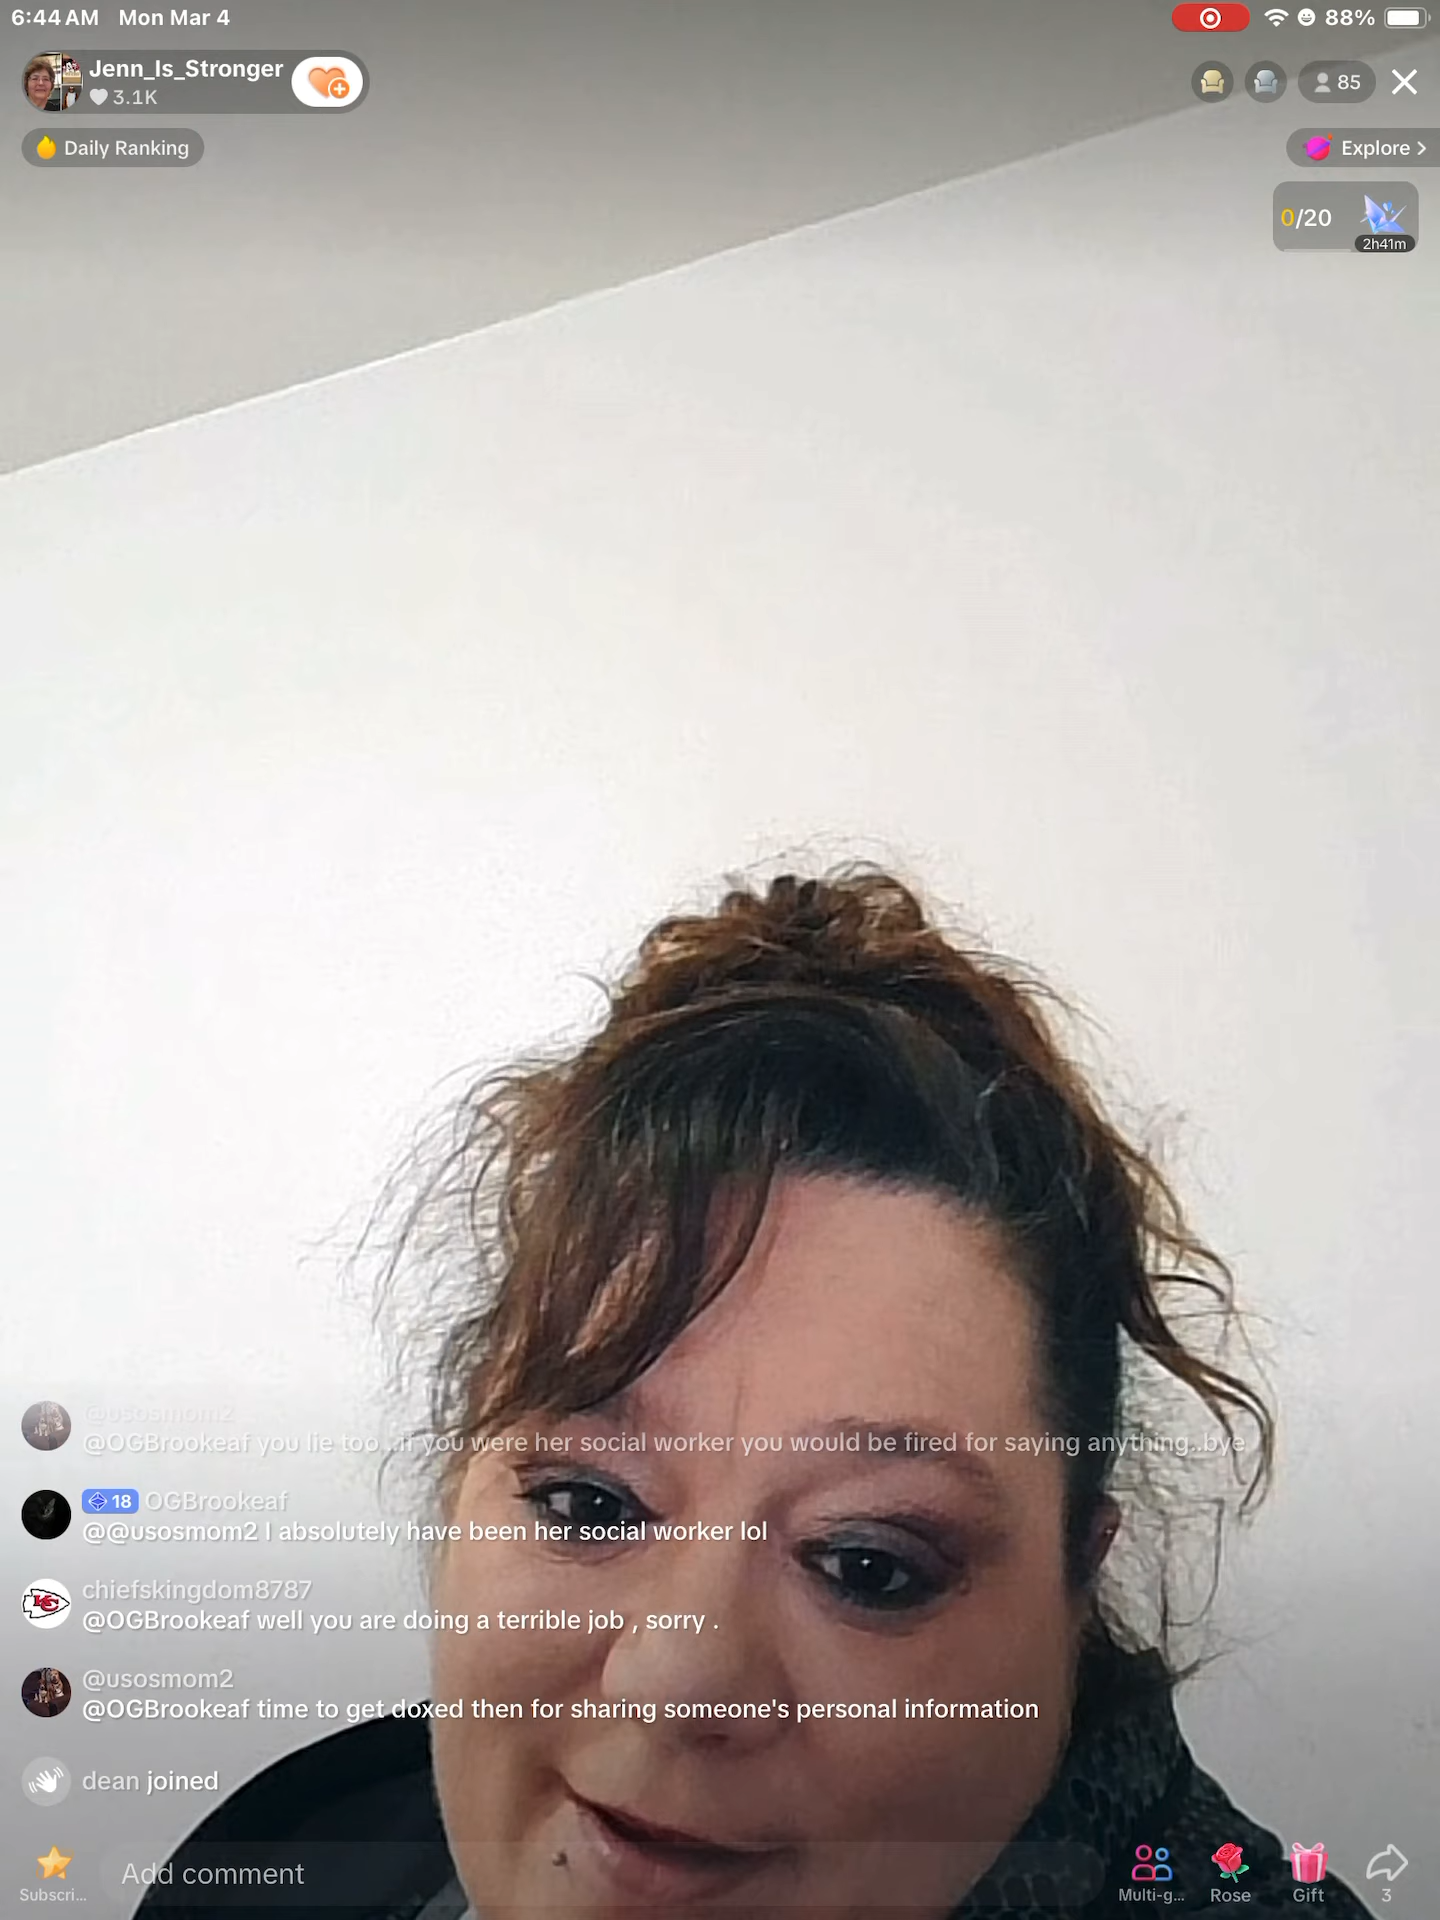 6:44 AM Mon Mar 4
88%
Jenn_Is_Stronger
3.1K
85
Daily Ranking
Explore >
0/20
2h41m
@usosmom2
@OGBrookeaf you lie too...if you were her social worker you would be fired for saying anything..bye
18 OGBrookeaf
@@usosmom2 I absolutely have been her social worker lol
chiefskingdom8787
@OGBrookeaf well you are doing a terrible job , sorry .
@usosmom2
@OGBrookeaf time to get doxed then for sharing someone's personal information
dean joined
Add comment
Subscri...
Multi-g...
Rose
Gift
3